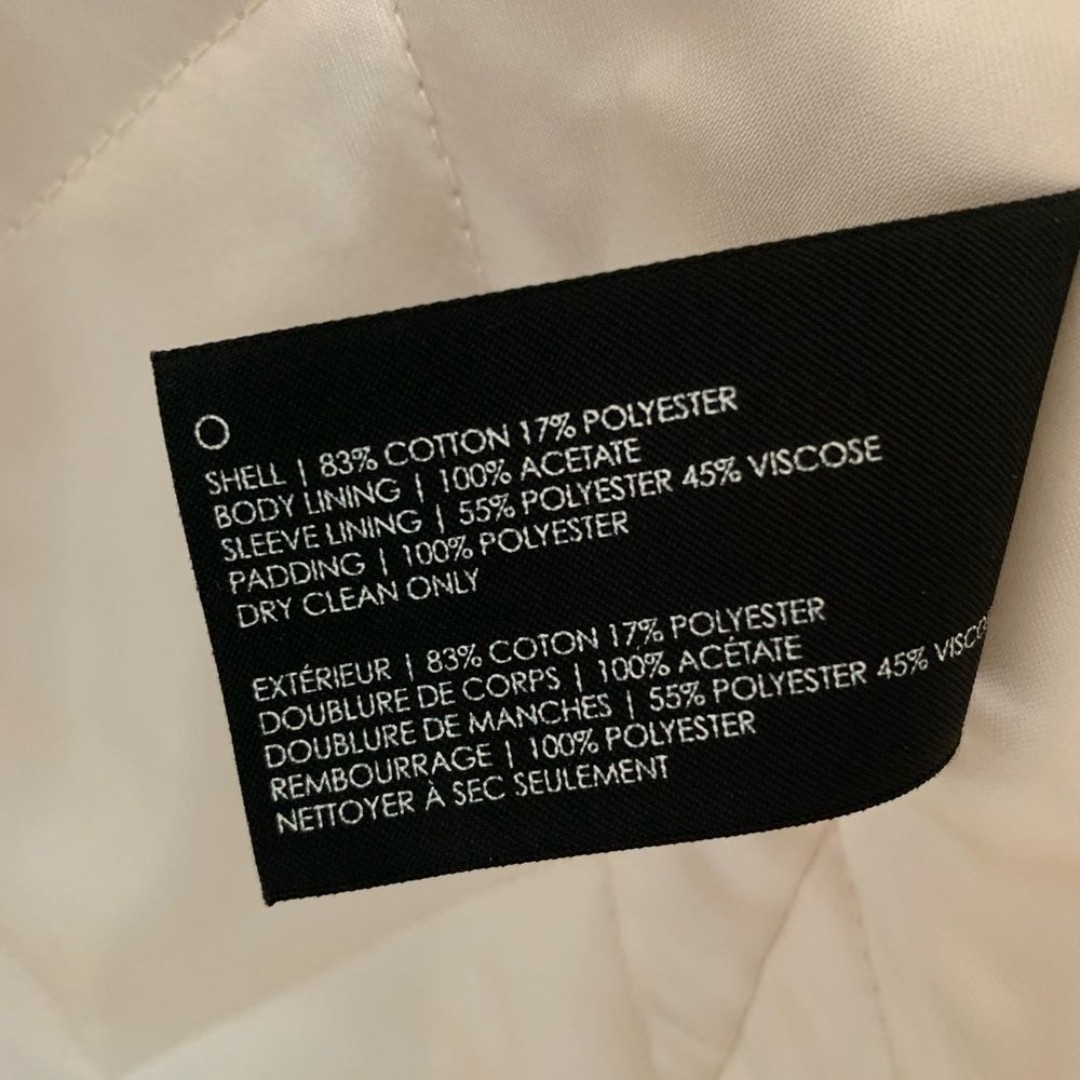 SHELL | 83% COTTON 17% POLYESTER
BODY LINING | 100% ACETATE
SLEEVE LINING | 55% POLYESTER 45% VISCOSE
PADDING | 100% POLYESTER
DRY CLEAN ONLY
EXTÉRIEUR | 83% COTON 17% POLYESTER
DOUBLURE DE CORPS | 100% ACÉTATE
DOUBLURE DE MANCHES | 55% POLYESTER 45%
REMBOURRAGE | 100% POLYESTER
NETTOYER À SEC SEULEMENT